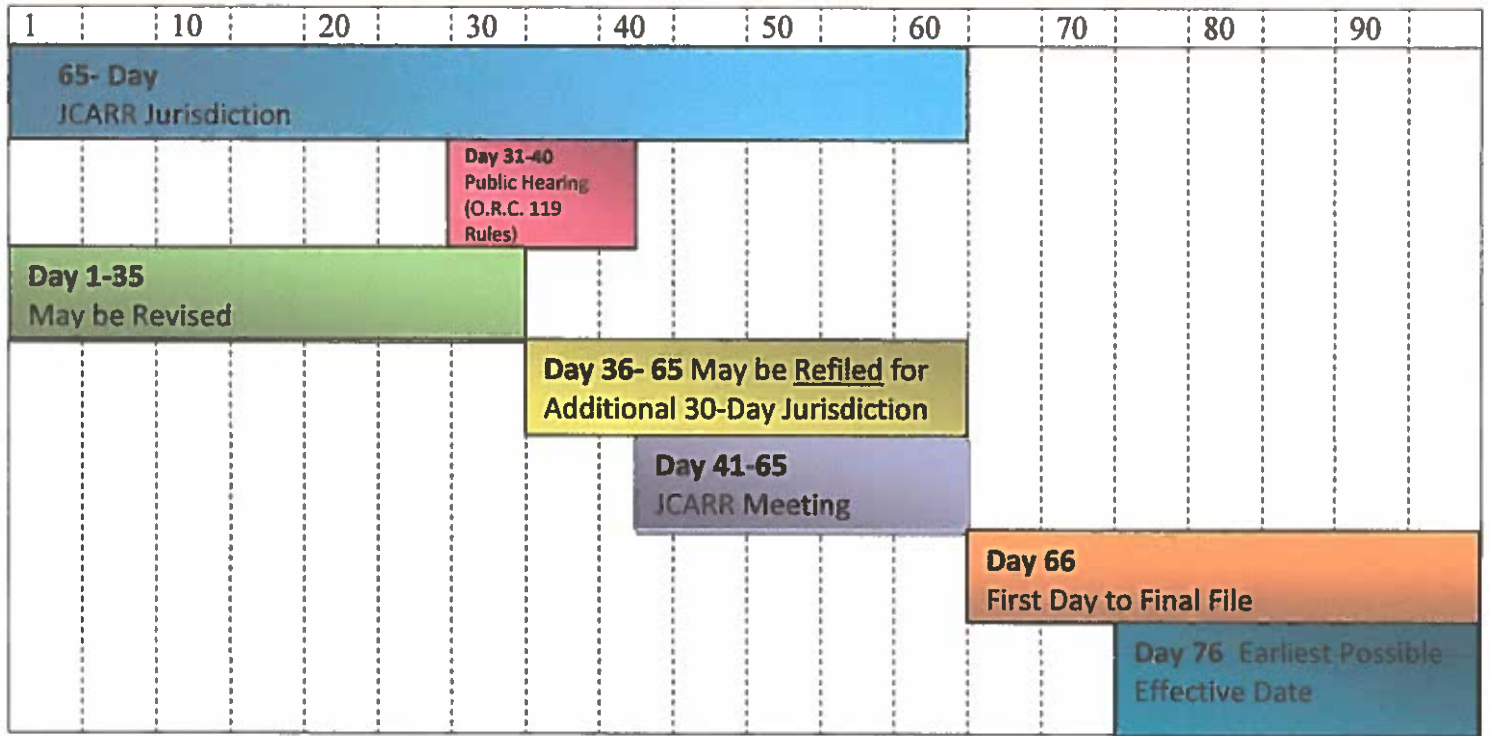 1 10 20 30 40 50 60 70 80 90
65- Day
JCARR Jurisdiction
Day 31-40
Public Hearing
(O.R.C. 119
Rules)
Day 1-35
May be Revised
Day 36- 65 May be Refiled for
Additional 30-Day Jurisdiction
Day 41-65
JCARR Meeting
Day 66
First Day to Final File
Day 76 Earliest Possible
Effective Date